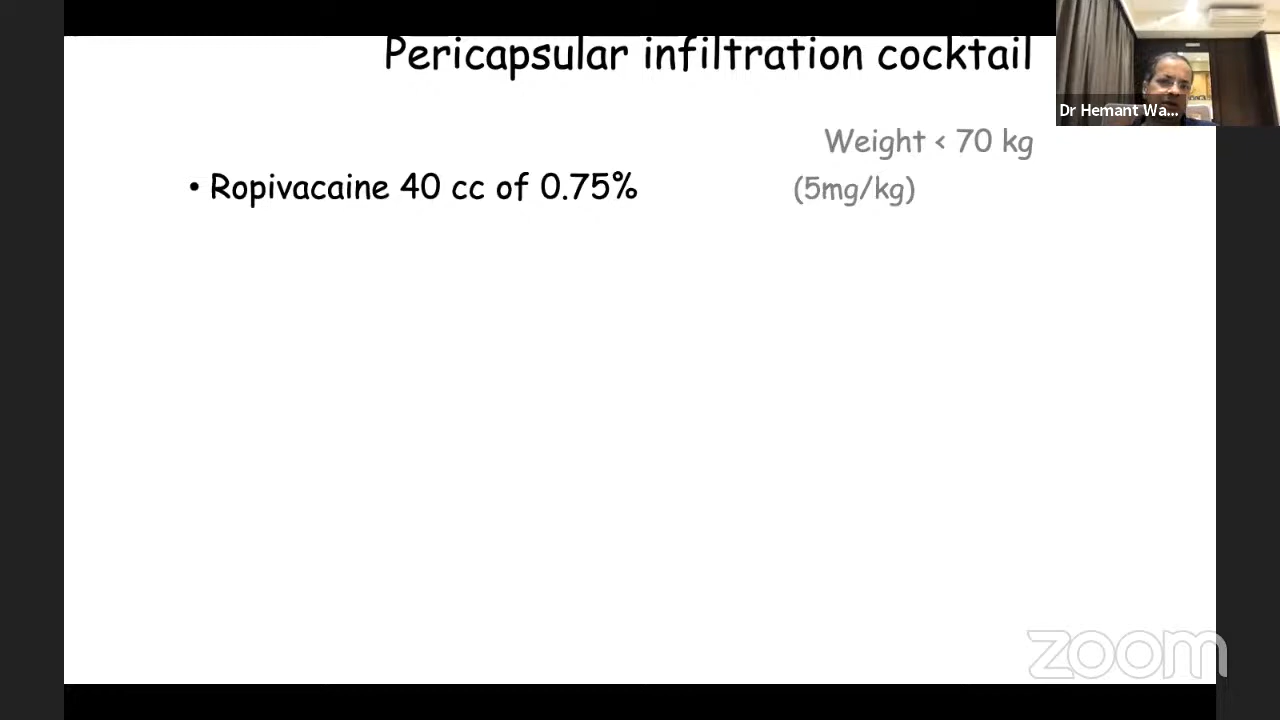 Pericapsular infiltration cocktail
Dr Hemant Wa...
Weight < 70 kg
• Ropivacaine 40 cc of 0.75% (5mg/kg)
zoom